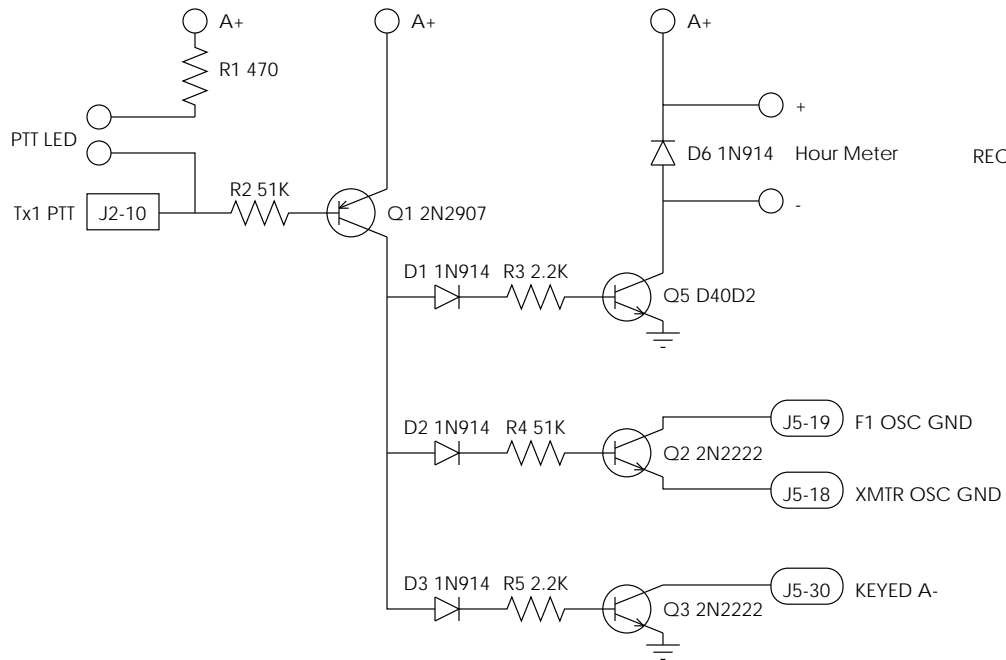 A+
A+
A+
R1 470
PTT LED
+
D6 1N914
Hour Meter
REC
R2 51K
Tx1 PTT
J2-10
Q1 2N2907
-
D1 1N914
R3 2.2K
Q5 D40D2
D2 1N914
R4 51K
J5-19
F1 OSC GND
Q2 2N2222
J5-18
XMTR OSC GND
D3 1N914
R5 2.2K
J5-30
KEYED A-
Q3 2N2222